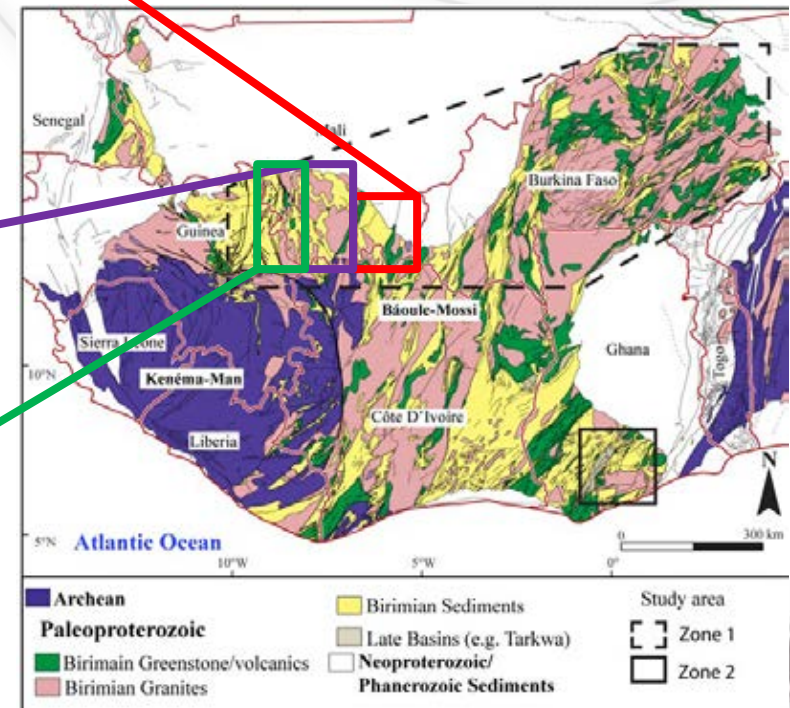 Senegal
Mali
Burkina Faso
Guinea
Báoule-Mossi
Sierra Leone
Ghana
Togo
10°N
Kenéma-Man
Côte D'Ivoire
Liberia
N
5°N
Atlantic Ocean
0 300 km
10°W
5°W
0°
Archean
Paleoproterozoic
Birimain Greenstone/volcanics
Birimian Granites
Birimian Sediments
Late Basins (e.g. Tarkwa)
Neoproterozoic/
Phanerozoic Sediments
Study area
Zone 1
Zone 2